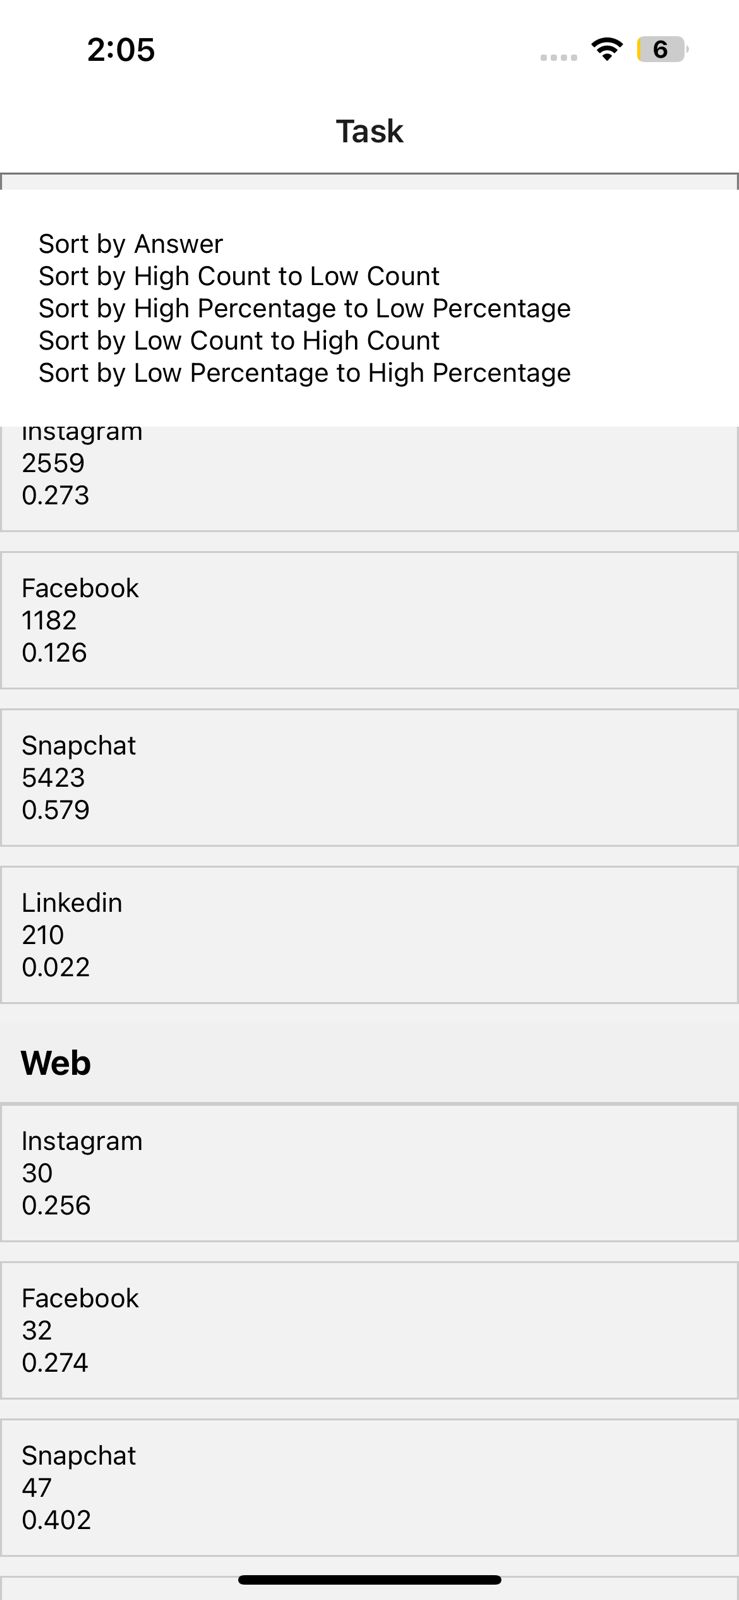 2:05
6
Task
Sort by Answer
Sort by High Count to Low Count
Sort by High Percentage to Low Percentage
Sort by Low Count to High Count
Sort by Low Percentage to High Percentage
Instagram
2559
0.273
Facebook
1182
0.126
Snapchat
5423
0.579
Linkedin
210
0.022
Web
Instagram
30
0.256
Facebook
32
0.274
Snapchat
47
0.402